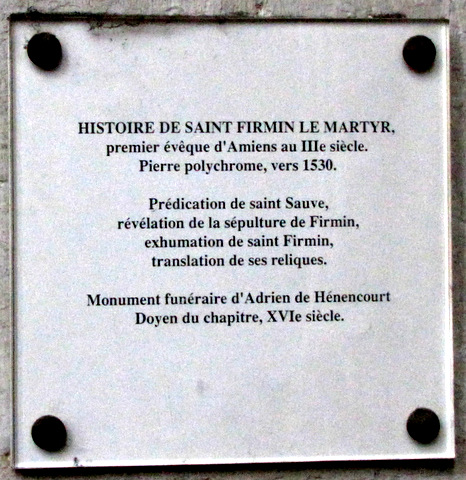 HISTOIRE DE SAINT FIRMIN LE MARTYR,
premier évêque d'Amiens au IIIe siècle.
Pierre polychrome, vers 1530.
Prédication de saint Sauve,
révélation de la sépulture de Firmin,
exhumation de saint Firmin,
translation de ses reliques.
Monument funéraire d'Adrien de Hénencourt
Doyen du chapitre, XVIe siècle.